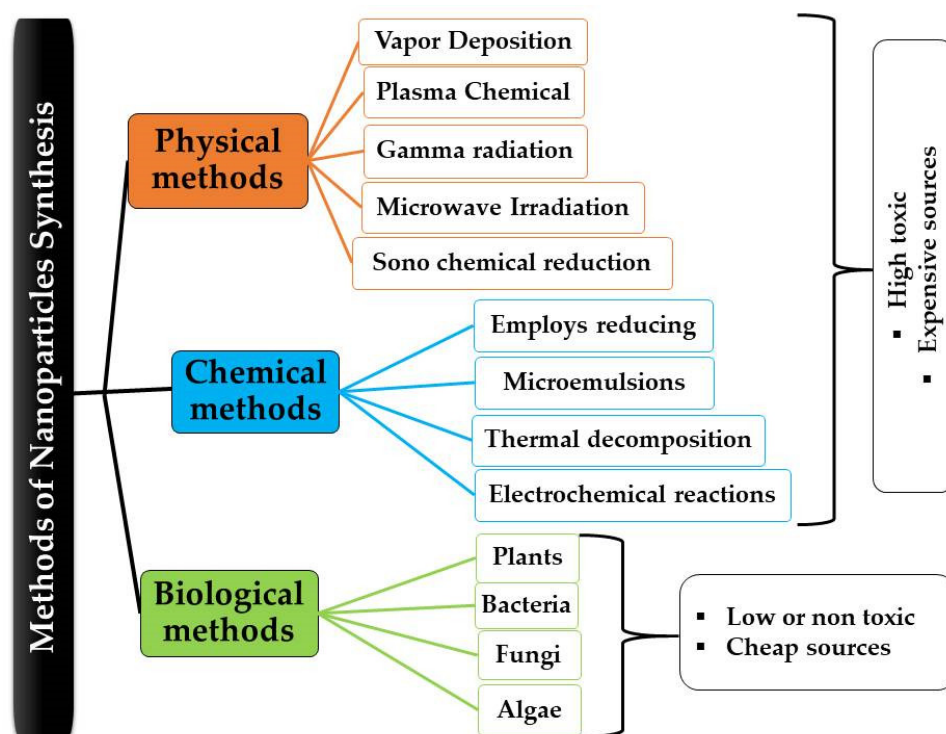 Methods of Nanoparticles Synthesis
Physical
methods
Vapor Deposition
Plasma Chemical
Gamma radiation
Microwave Irradiation
Sono chemical reduction
Chemical
methods
Employs reducing
Microemulsions
Thermal decomposition
Electrochemical reactions
▪ High toxic
▪ Expensive sources
Biological
methods
Plants
Bacteria
Fungi
Algae
▪ Low or non toxic
▪ Cheap sources